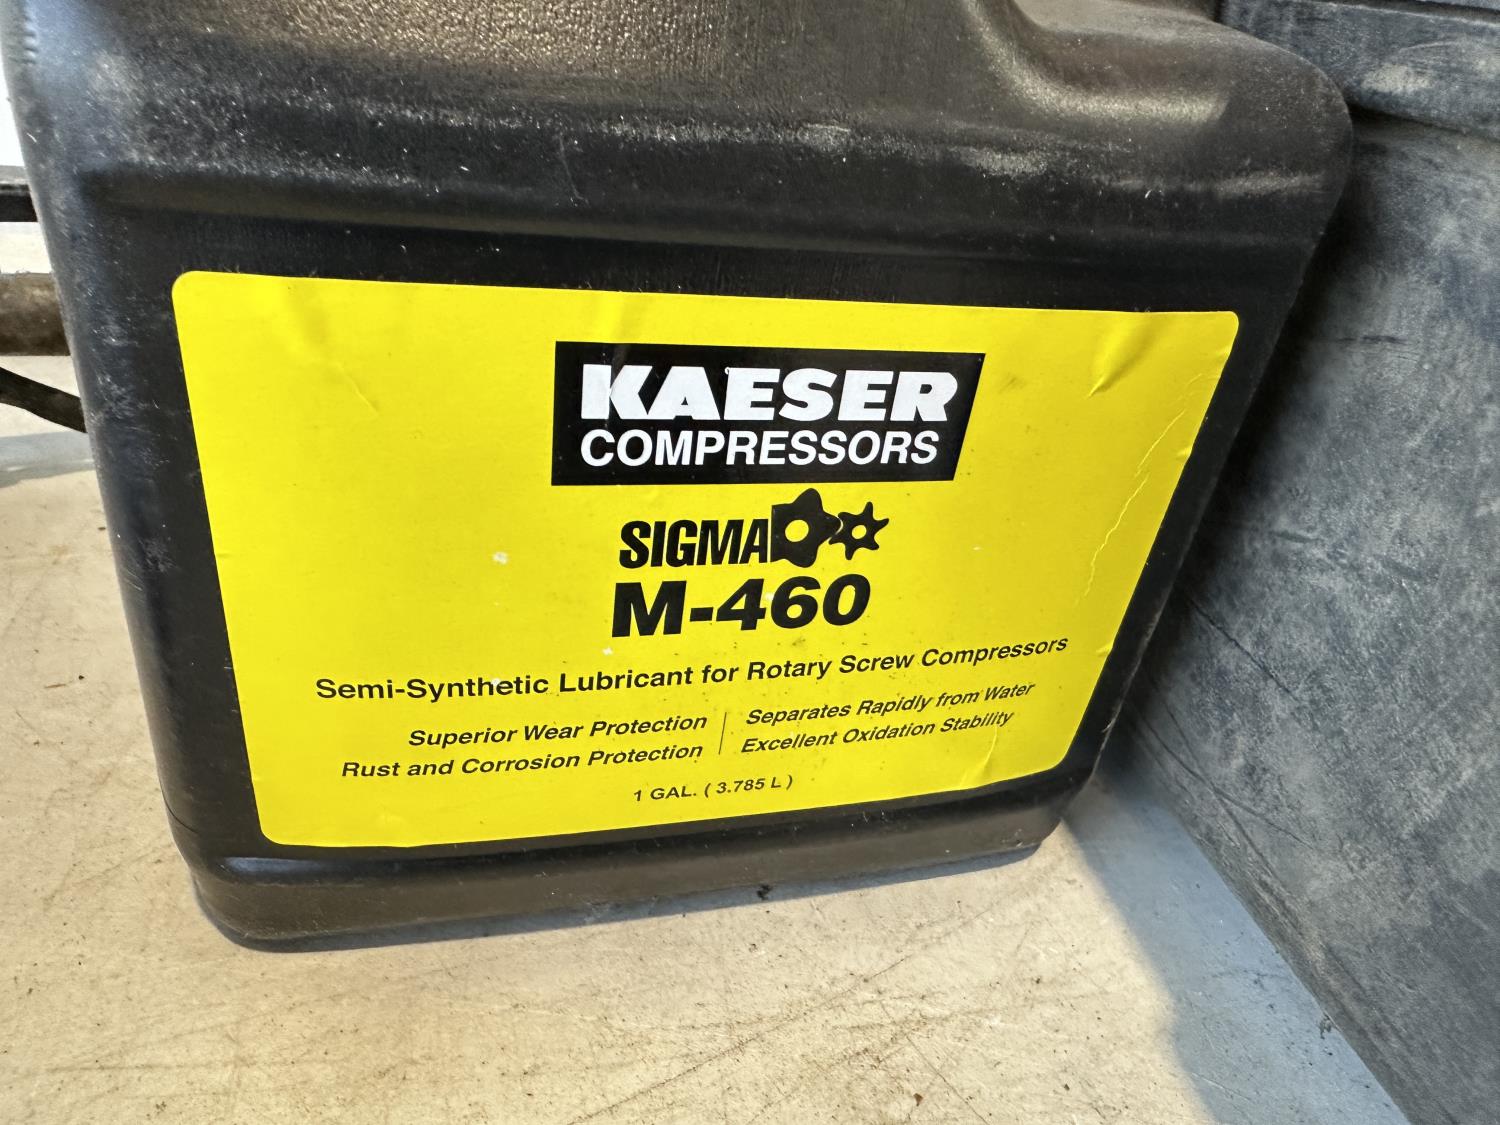 KAESER
COMPRESSORS
SIGMA
M-460
Semi-Synthetic Lubricant for Rotary Screw Compressors
Superior Wear Protection
Rust and Corrosion Protection
Separates Rapidly from Water
Excellent Oxidation Stability
1 GAL. ( 3.785 L )